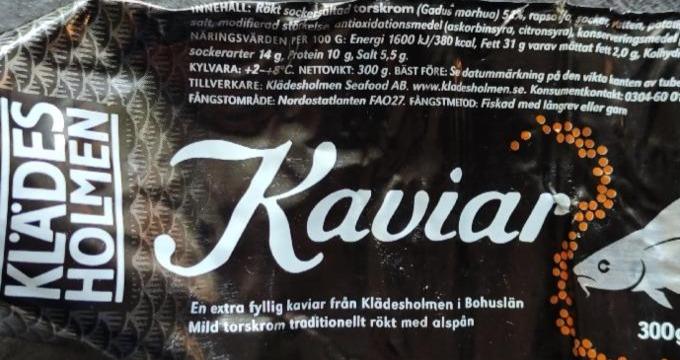 INNEHÅLL: Rökt sockersaltad torskrom (Gadus morhua) rapsolja, socker, vatten,
salt, modifierad stärkelse antioxidationsmedel (askorbinsyra, citronsyra), konserveringsmedel
NÄRINGSVÄRDEN PER 100 G: Energi 1600 kJ/380 kcal, Fett 31 g varav mättat fett 2,0 g,
sockerarter 14 g, Protein 10 g, Salt 5,5 g.
KYLVARA: +2-+8°C. NETTOVIKT: 300 g. BÄST FÖRE: Se datummärkning på den vikta kanten av
TILLVERKARE: Klädesholmen Seafood AB. www.kladesholmen.se. Konsumentkontakt: 0304-60
FÅNGSTOMRÅDE: Nordostatlanten FAO27. FÅNGSTMETOD: Fiskad med långrev eller garn
KLÄDES
HOLMEN
Kaviar
En extra fyllig kaviar från Klädesholmen i Bohuslän
Mild torskrom traditionellt rökt med alspån
300g